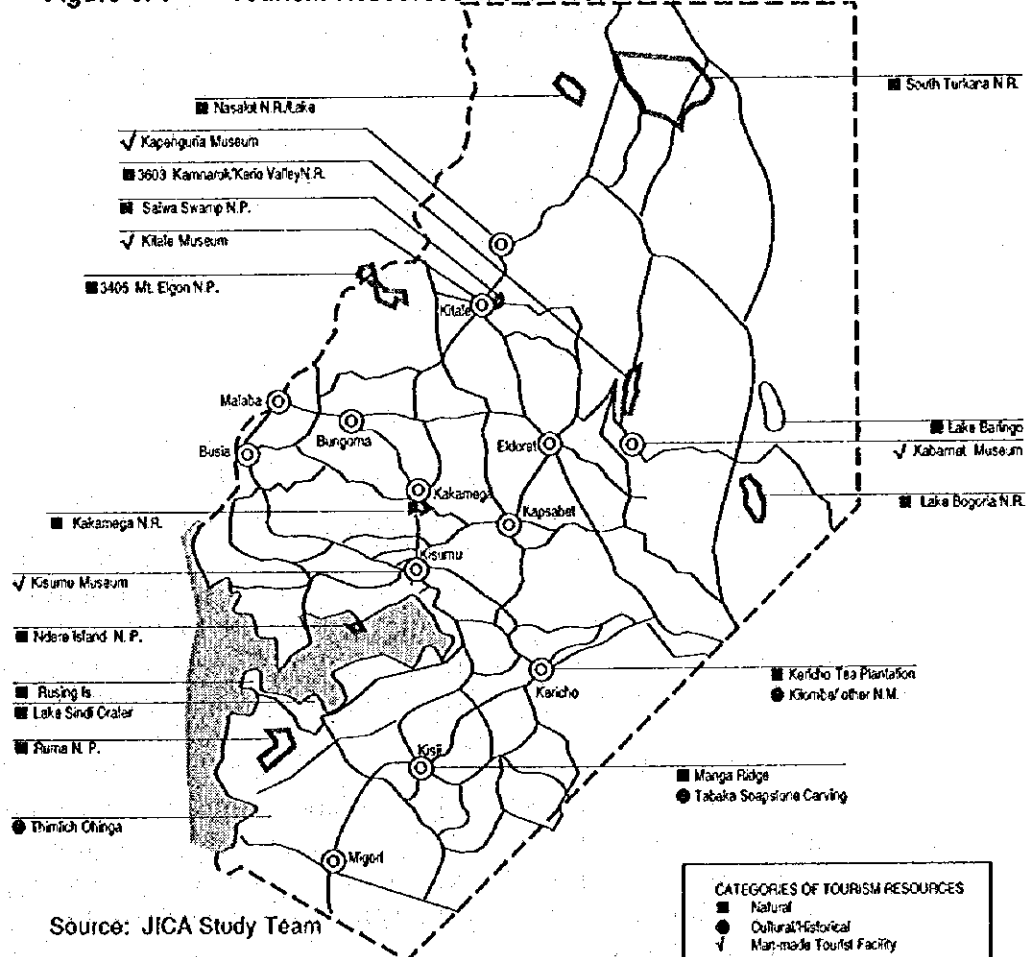 South Turkana N.R.
Nasalot N.R./Lake
√ Kapenguria Museum
3603 Kamnarok/Kerio Valley N.R.
Saiwa Swamp N.P.
√ Kitale Museum
3405 Mt. Elgon N.P.
Kitale
Malaba
Bungoma
Busia
Eldoret
Lake Baringo
√ Kabarnet Museum
Lake Bogoria N.R.
Kakamega
Kapsabet
Kakamega N.R.
Kisumu
√ Kisumu Museum
Ndere Island N.P.
Kericho
Kericho Tea Plantation
N.M.
Rusing Is.
Lake Sindi Crater
Ruma N.P.
Kisii
Manga Ridge
Tabaka Soapstone Carving
Thimlich Ohinga
Migori
CATEGORIES OF TOURISM RESOURCES
Natural
Cultural/Historical
√ Man-made Tourist Facility
Source: JICA Study Team